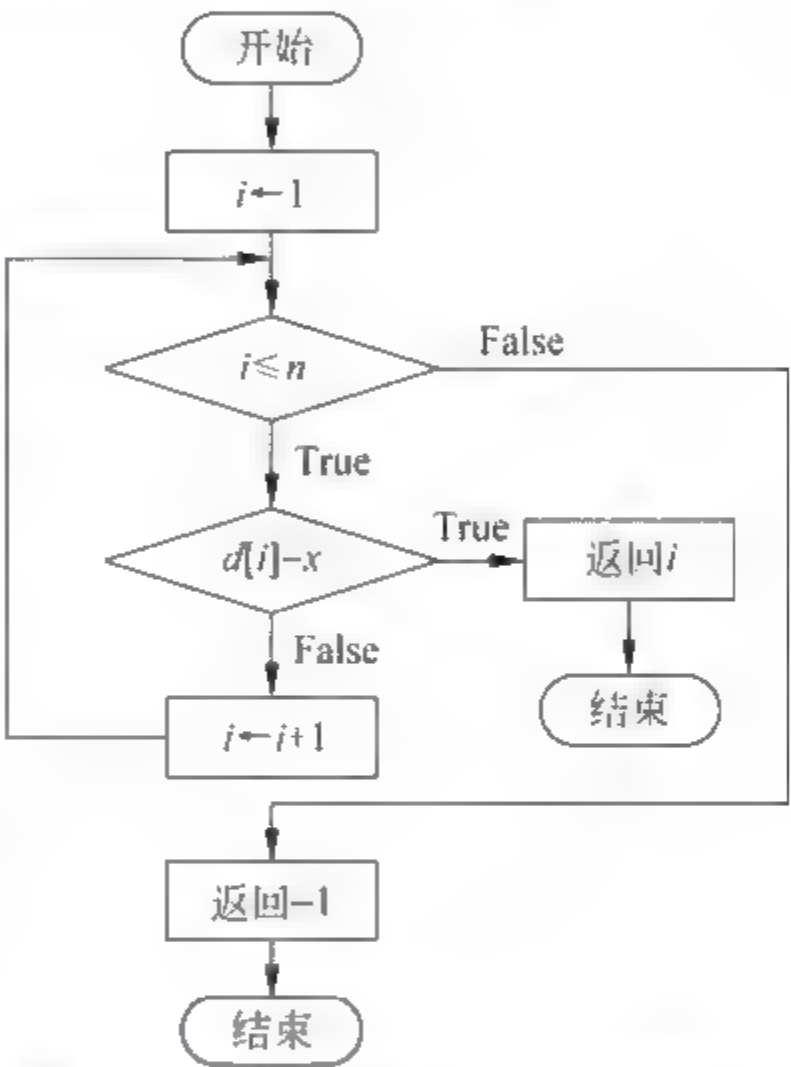 开始
i←1
i≤n
False
True
d[i]-x
True
返回i
False
结束
i←i+1
返回-1
结束